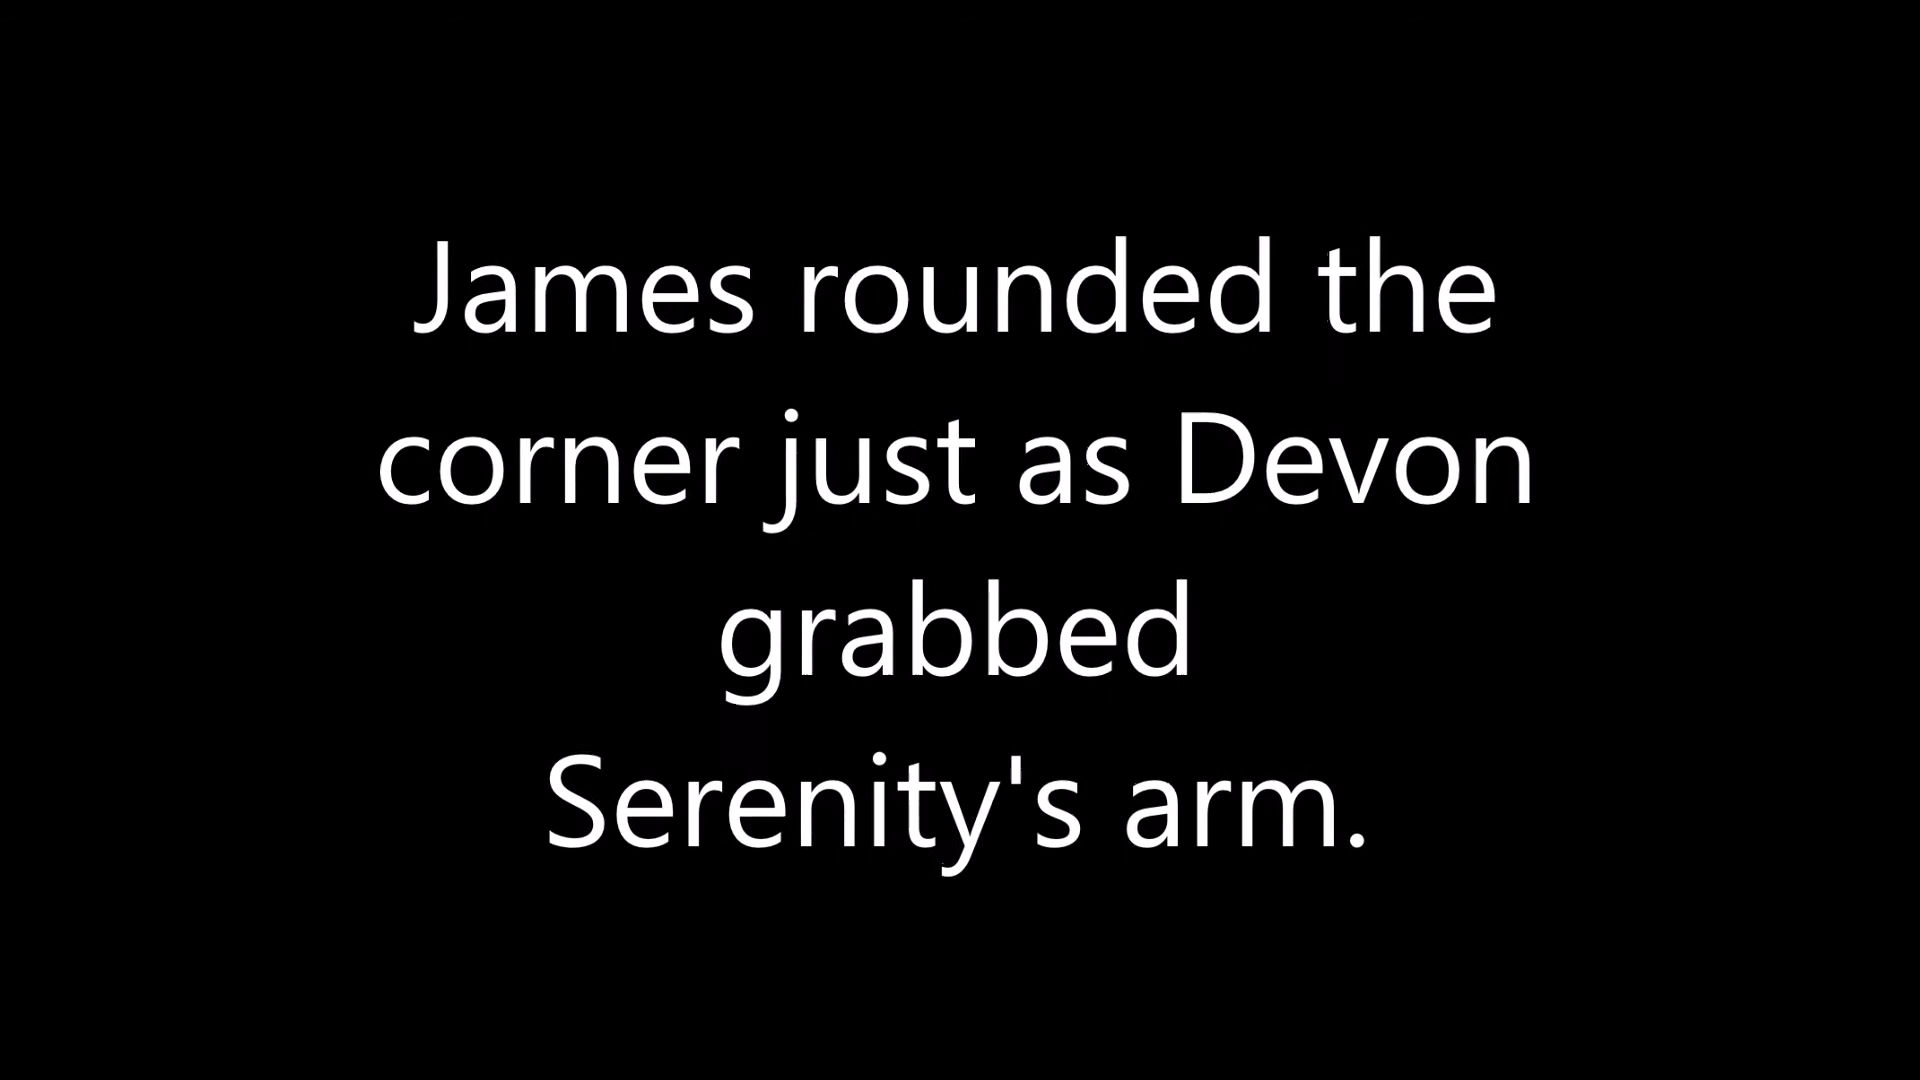 James rounded the
corner just as Devon
grabbed
Serenity's arm.